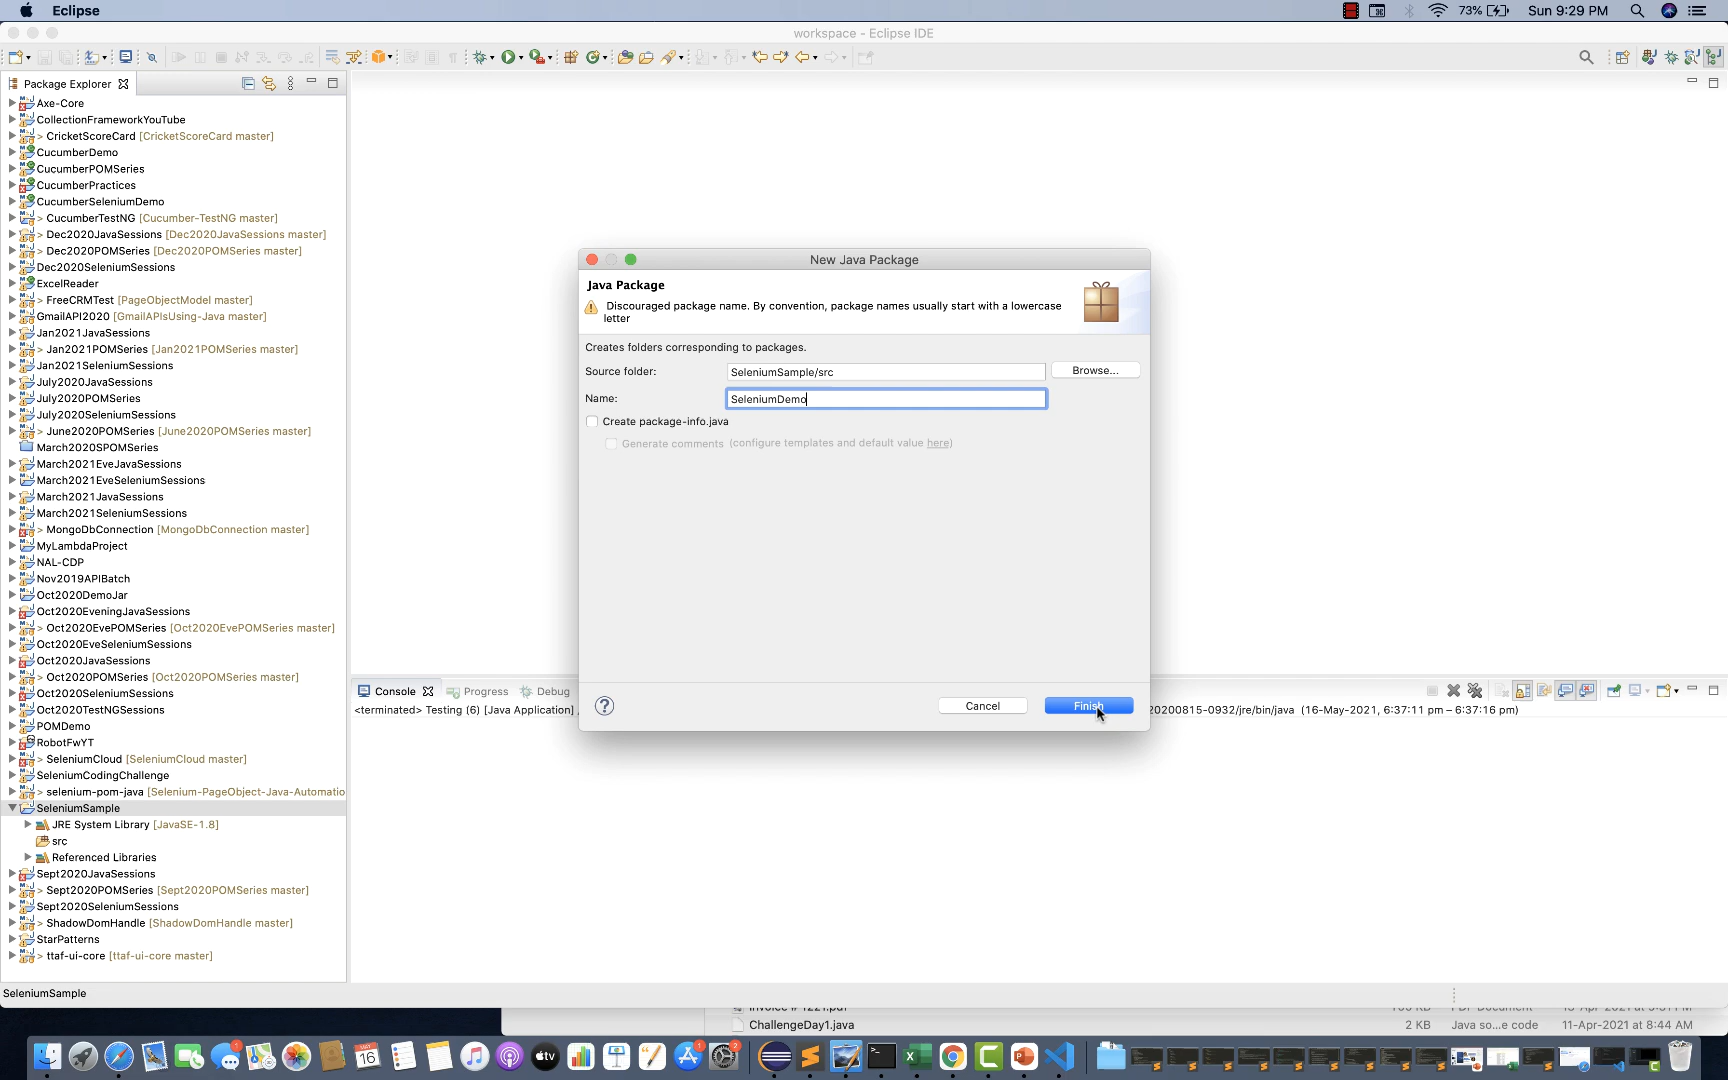 Eclipse
73%
Sun 9:29 PM
workspace - Eclipse IDE
Package Explorer
Axe-Core
CollectionFrameworkYouTube
> CricketScoreCard [CricketScoreCard master]
CucumberDemo
CucumberPOMSeries
CucumberPractices
CucumberSeleniumDemo
> CucumberTestNG [Cucumber-TestNG master]
> Dec2020JavaSessions [Dec2020JavaSessions master]
> Dec2020POMSeries [Dec2020POMSeries master]
Dec2020SeleniumSessions
ExcelReader
> FreeCRMTest [PageObjectModel master]
GmailAPI2020 [GmailAPIsUsing-Java master]
Jan2021JavaSessions
> Jan2021POMSeries [Jan2021POMSeries master]
Jan2021SeleniumSessions
July2020JavaSessions
July2020POMSeries
July2020SeleniumSessions
> June2020POMSeries [June2020POMSeries master]
March2020SPOMSeries
March2021EveJavaSessions
March2021EveSeleniumSessions
March2021JavaSessions
March2021SeleniumSessions
> MongoDbConnection [MongoDbConnection master]
MyLambdaProject
NAL-CDP
Nov2019APIBatch
Oct2020DemoJar
Oct2020EveningJavaSessions
> Oct2020EvePOMSeries [Oct2020EvePOMSeries master]
Oct2020EveSeleniumSessions
Oct2020JavaSessions
> Oct2020POMSeries [Oct2020POMSeries master]
Oct2020SeleniumSessions
Oct2020TestNGSessions
POMDemo
RobotFwYT
> SeleniumCloud [SeleniumCloud master]
SeleniumCodingChallenge
> selenium-pom-java [Selenium-PageObject-Java-Automatio
SeleniumSample
JRE System Library [JavaSE-1.8]
src
Referenced Libraries
Sept2020JavaSessions
> Sept2020POMSeries [Sept2020POMSeries master]
Sept2020SeleniumSessions
> ShadowDomHandle [ShadowDomHandle master]
StarPatterns
> ttaf-ui-core [ttaf-ui-core master]
SeleniumSample
New Java Package
Java Package
Discouraged package name. By convention, package names usually start with a lowercase
letter
Creates folders corresponding to packages.
Source folder:
SeleniumSample/src
Browse...
Name:
SeleniumDemo
Create package-info.java
Generate comments (configure templates and default value here)
?
Cancel
Finish
Console
Progress
Debug
<terminated> Testing (6) [Java Application]
20200815-0932/jre/bin/java (16-May-2021, 6:37:11 pm – 6:37:16 pm)
ChallengeDay1.java
2 KB
Java so...e code
11-Apr-2021 at 8:44 AM
1
16
1
2